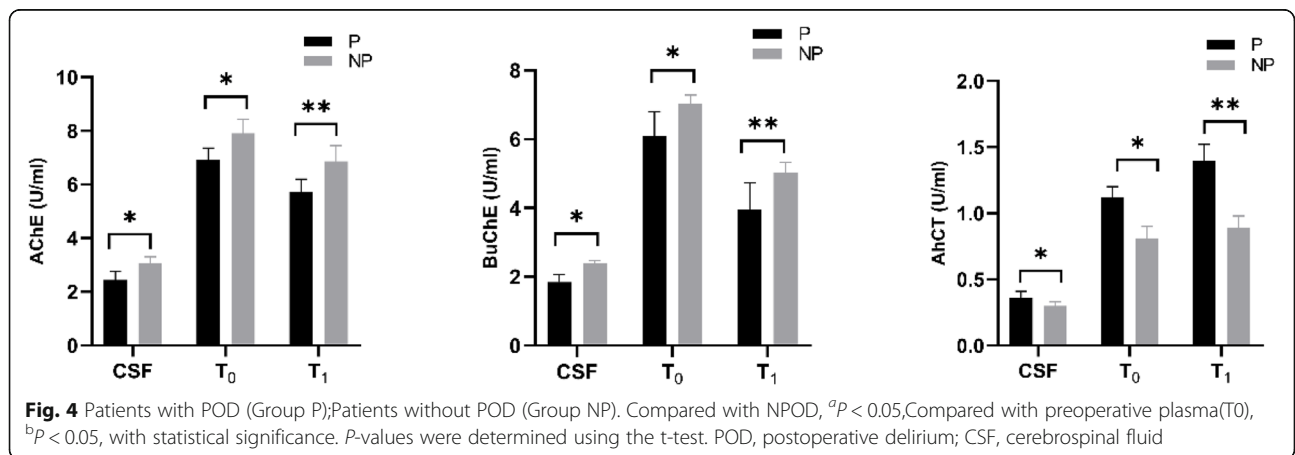 P
NP
10
8
6
4
2
0
AChE (U/ml)
*
*
**
CSF
T₀
T₁
P
NP
8
6
4
2
0
BuChE (U/ml)
*
*
**
CSF
T₀
T₁
P
NP
2.0
1.5
1.0
0.5
0.0
AhCT (U/ml)
*
*
**
CSF
T₀
T₁
Fig. 4 Patients with POD (Group P);Patients without POD (Group NP). Compared with NPOD, ᵃP < 0.05,Compared with preoperative plasma(T0),
ᵇP < 0.05, with statistical significance. P-values were determined using the t-test. POD, postoperative delirium; CSF, cerebrospinal fluid